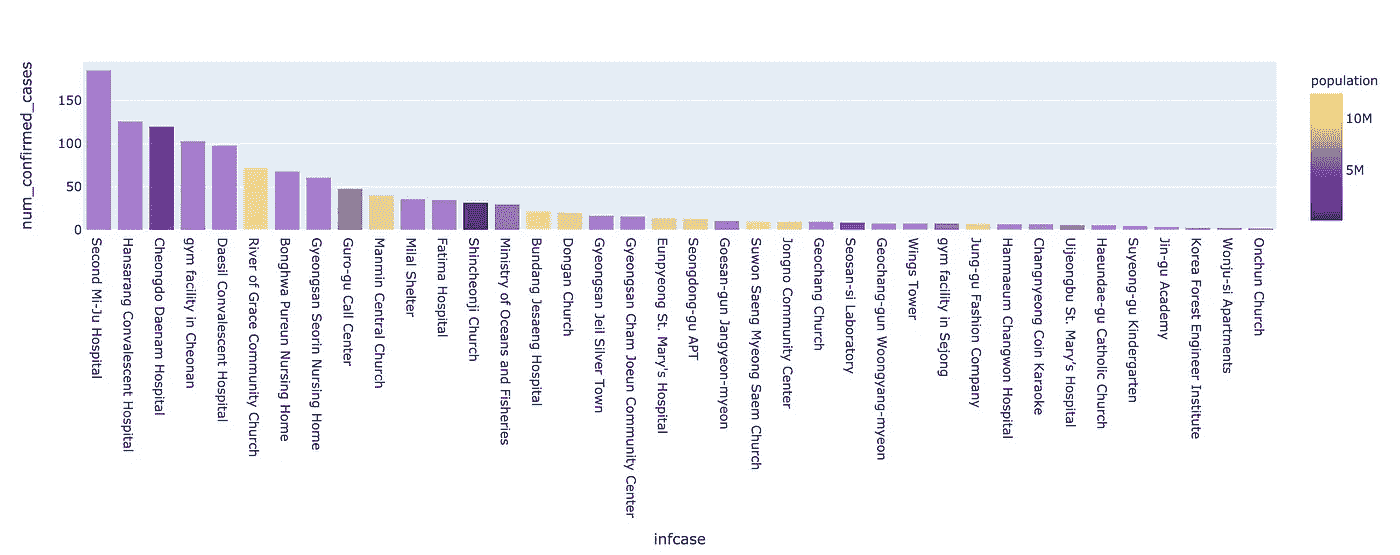 num_confirmed_cases
150
100
50
0
Second Mi-Ju Hospital
Hansarang Convalescent Hospital
Cheongdo Daenam Hospital
gym facility in Cheonan
Daesil Convalescent Hospital
River of Grace Community Church
Bonghwa Pureun Nursing Home
Gyeongsan Seorin Nursing Home
Guro-gu Call Center
Manmin Central Church
Milal Shelter
Fatima Hospital
Shincheonji Church
Ministry of Oceans and Fisheries
Bundang Jesaeng Hospital
Dongan Church
Gyeongsan Jeil Silver Town
Gyeongsan Cham Joeun Community Center
Eunpyeong St. Mary's Hospital
Seongdong-gu APT
Goesan-gun Jangyeon-myeon
Suwon Saeng Myeong Saem Church
Jongno Community Center
Geochang Church
Seosan-si Laboratory
Geochang-gun Woongyang-myeon
Wings Tower
gym facility in Sejong
Jung-gu Fashion Company
Hanmaeum Changwon Hospital
Changnyeong Coin Karaoke
Uijeongbu St. Mary's Hospital
Haeundae-gu Catholic Church
Suyeong-gu Kindergarten
Jin-gu Academy
Korea Forest Engineer Institute
Wonju-si Apartments
Onchun Church
infcase
population
10M
5M